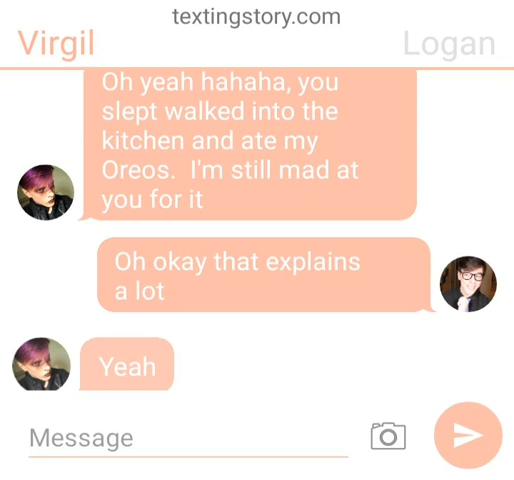 textingstory.com
Virgil
Logan
Oh yeah hahaha, you
slept walked into the
kitchen and ate my
Oreos.  I'm still mad at
you for it
Oh okay that explains
a lot
Yeah
Message